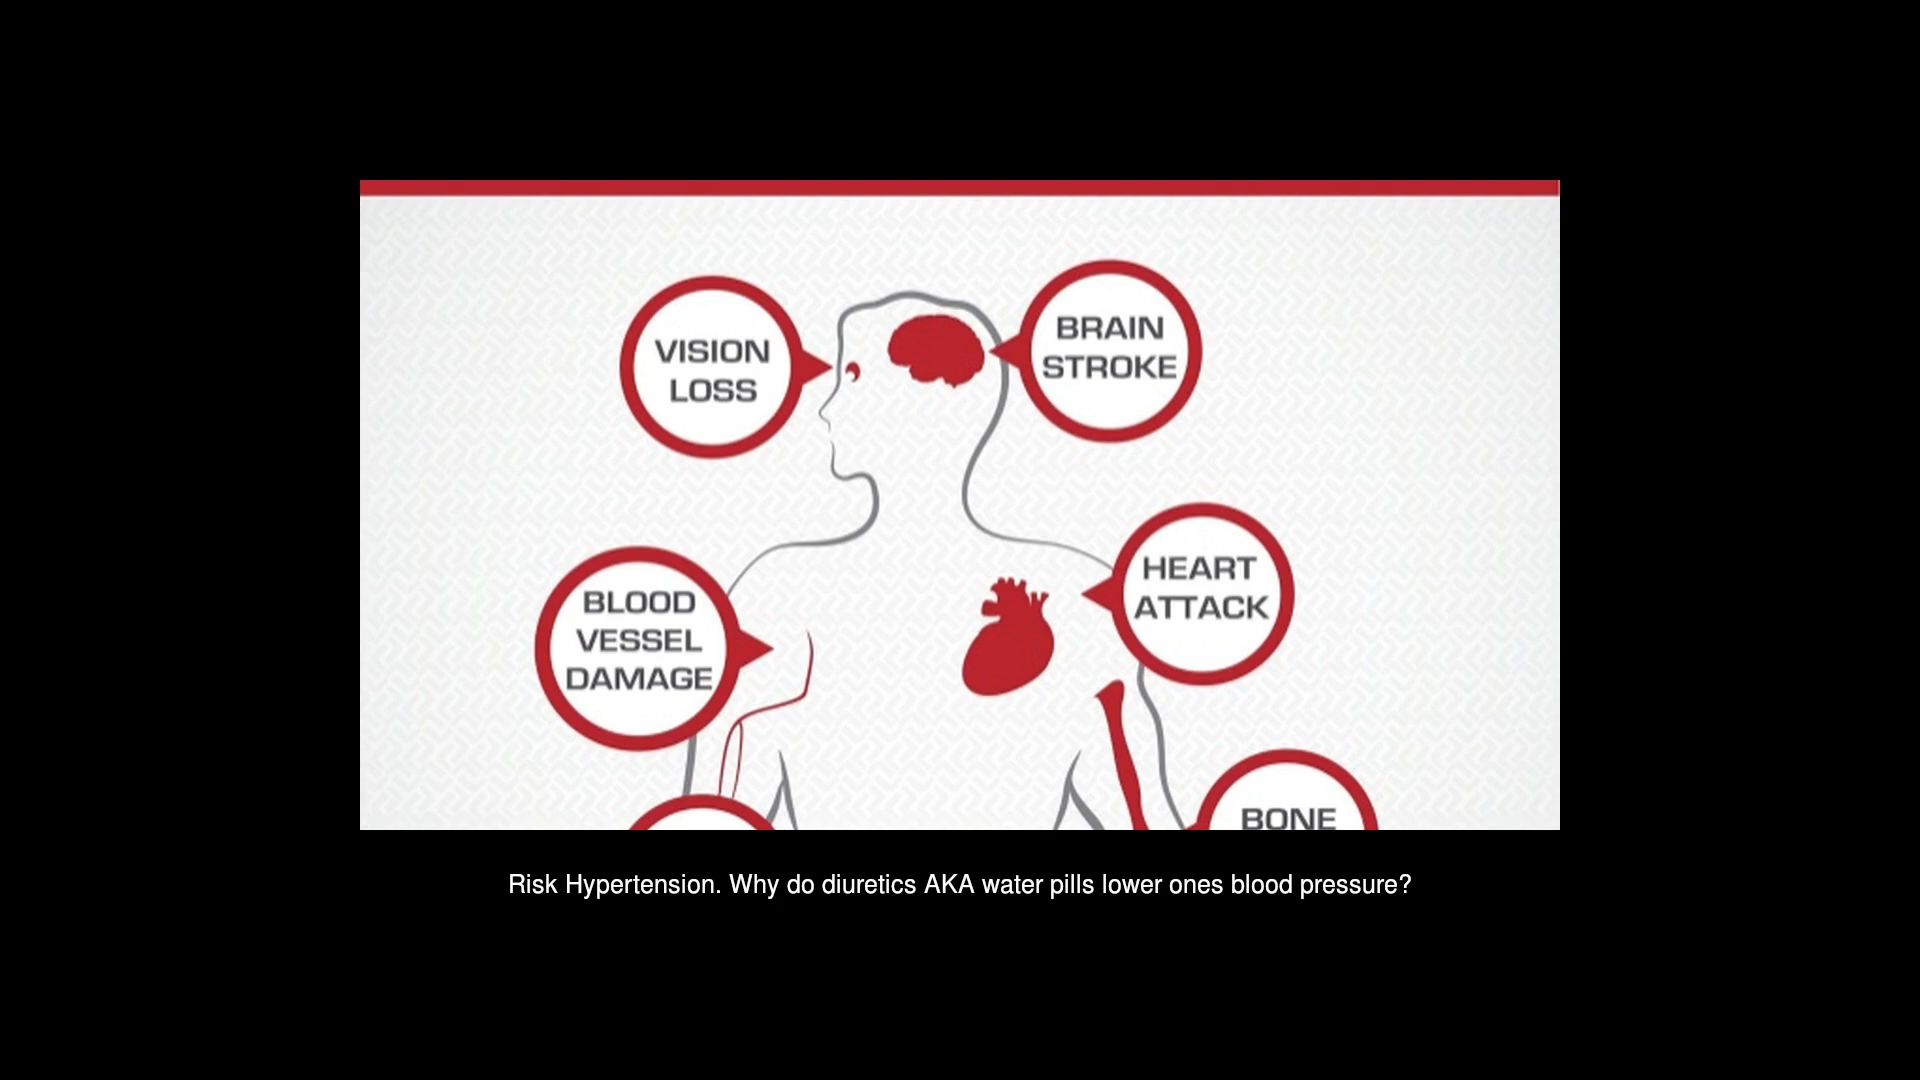 VISION
LOSS
BRAIN
STROKE
HEART
ATTACK
BLOOD
VESSEL
DAMAGE
BONE
Risk Hypertension. Why do diuretics AKA water pills lower ones blood pressure?